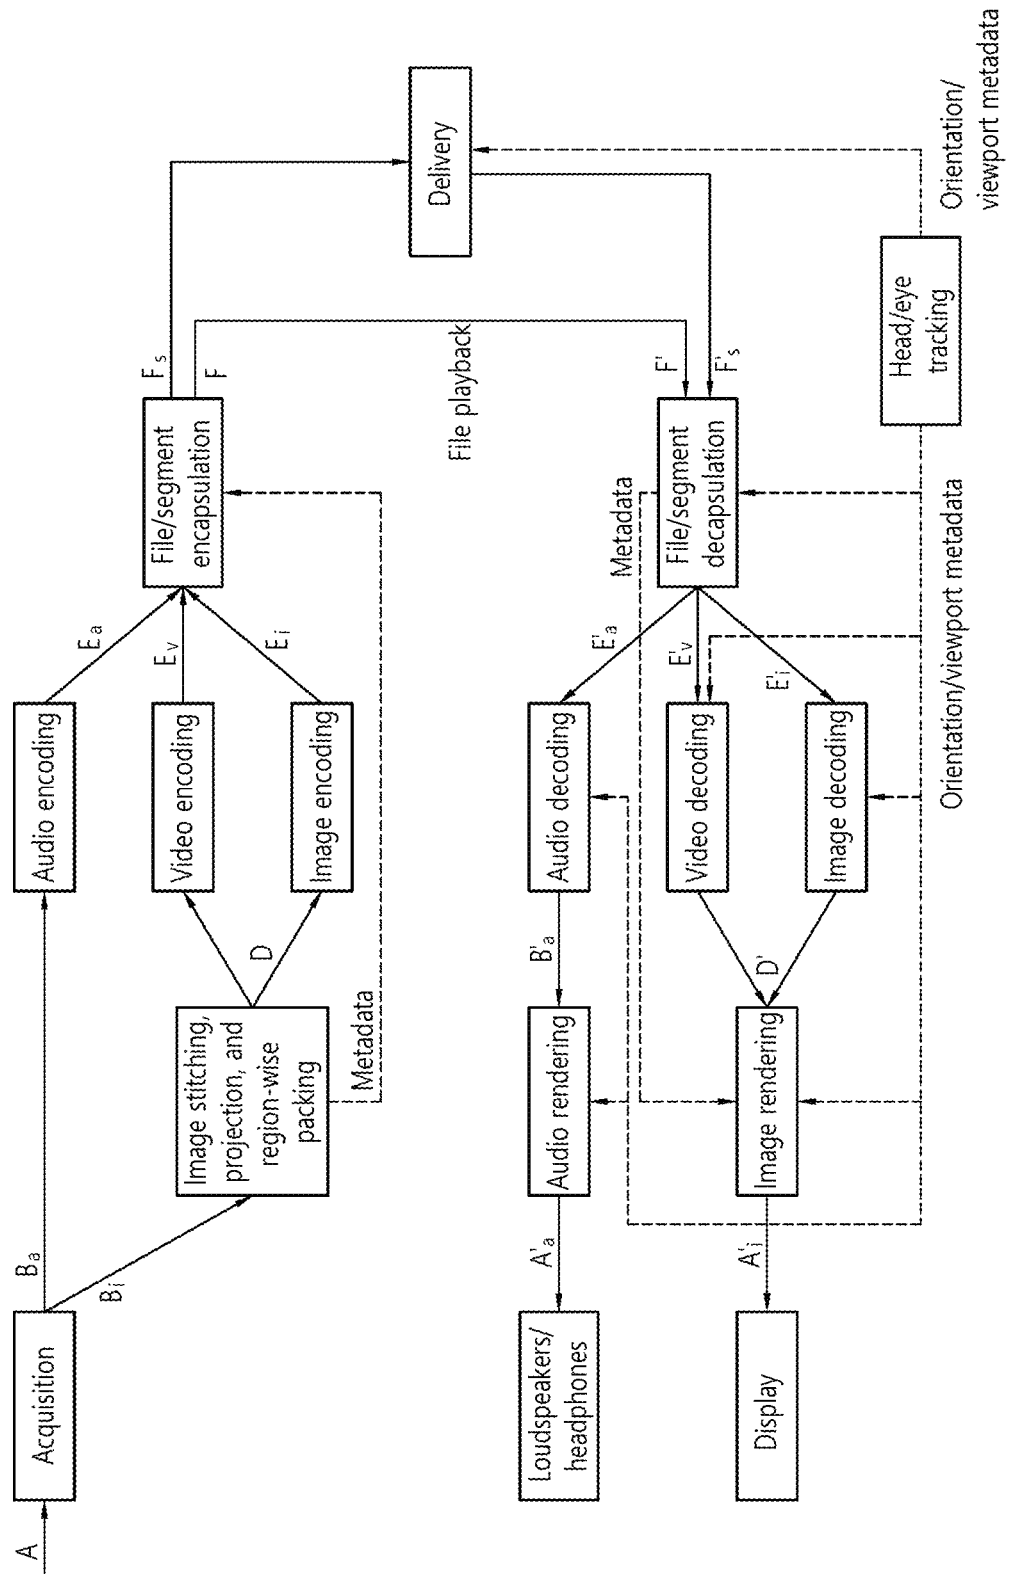 A
Acquisition
Ba
Bi
Image stitching,
projection, and
region-wise
packing
Metadata
D
Audio encoding
Video encoding
Image encoding
Ea
Ev
Ei
File/segment
encapsulation
Fs
F
File playback
Delivery
F'
F's
File/segment
decapsulation
Metadata
E'a
E'v
E'i
Audio decoding
Video decoding
Image decoding
B'a
D'
Audio rendering
Image rendering
A'a
A'i
Loudspeakers/
headphones
Display
Orientation/viewport metadata
Head/eye
tracking
Orientation/
viewport metadata